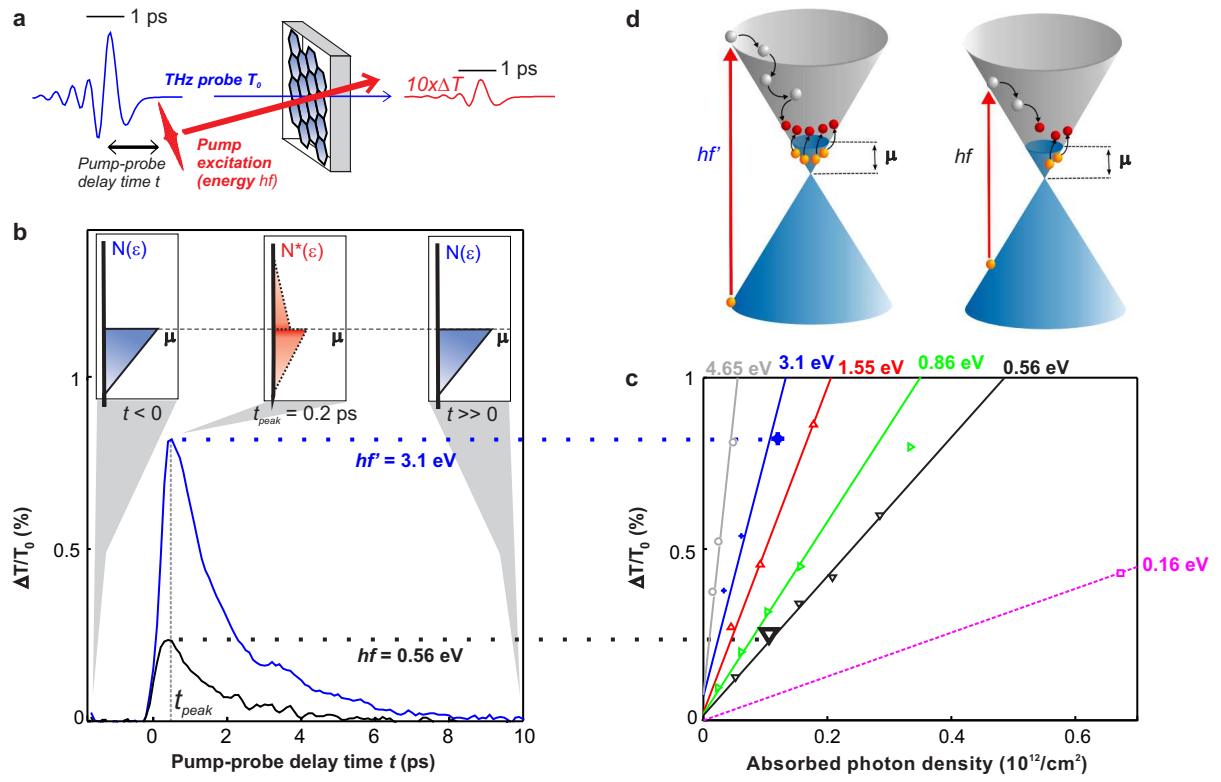 a
1 ps
THz probe T0
1 ps
10xΔT
Pump-probe
delay time t
Pump
excitation
(energy hf)
b
N(ε)
N*(ε)
N(ε)
μ
μ
t < 0
tpeak = 0.2 ps
t >> 0
1
0.5
0
ΔT/T0 (%)
hf' = 3.1 eV
hf = 0.56 eV
tpeak
0 2 4 6 8 10
Pump-probe delay time t (ps)
d
hf'
μ
hf
μ
c
4.65 eV
3.1 eV
1.55 eV
0.86 eV
0.56 eV
0.16 eV
1
0.5
0
ΔT/T0 (%)
0 0.2 0.4 0.6
Absorbed photon density (10¹²/cm²)